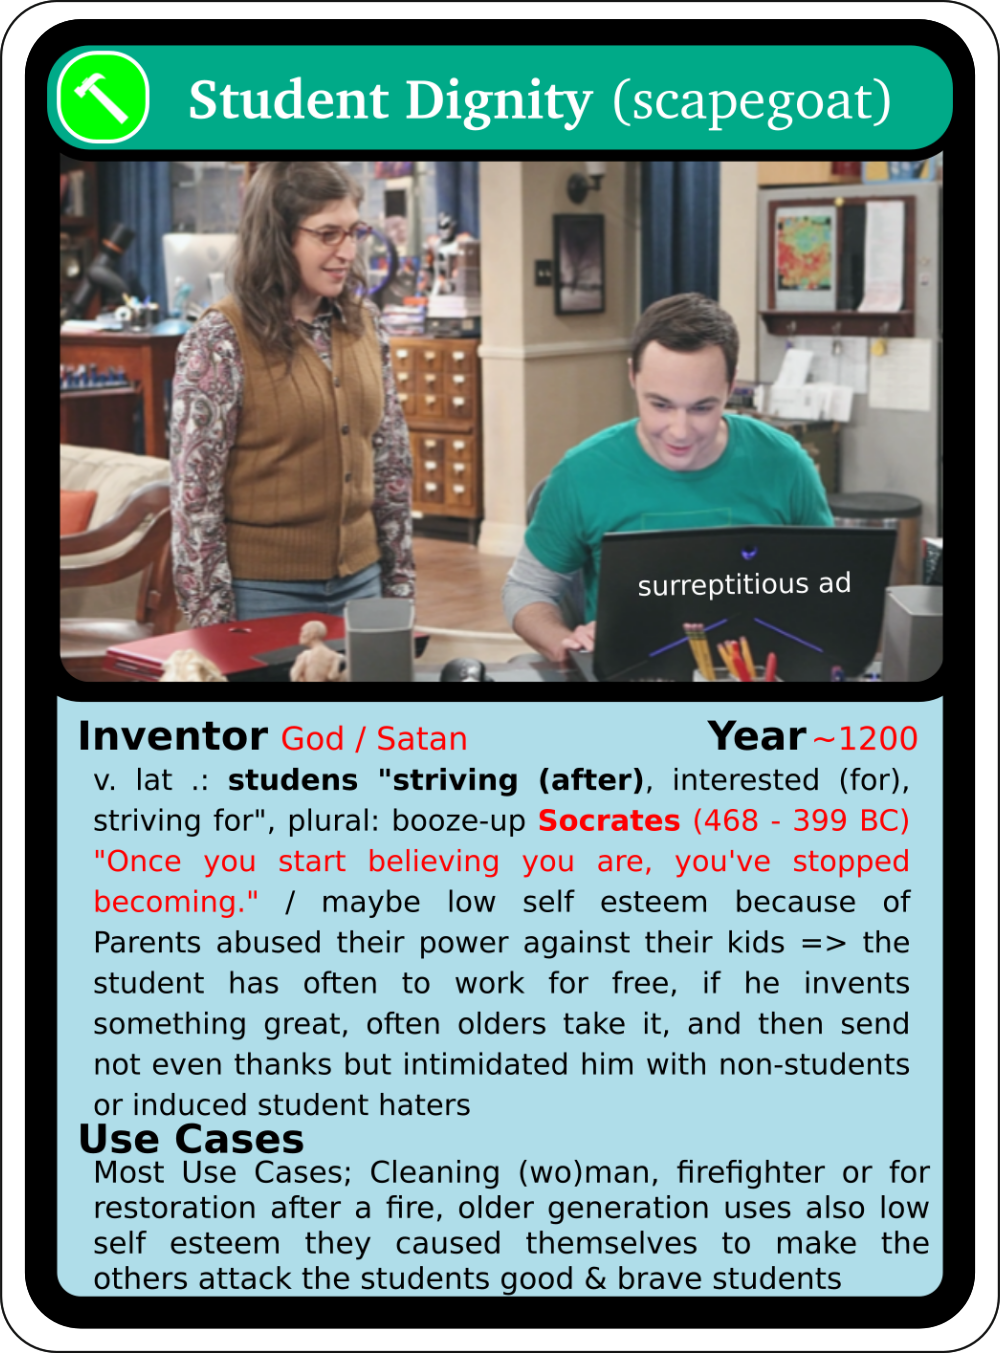 Student Dignity (scapegoat)
surreptitious ad
Inventor God / Satan Year ~1200
v. lat .: studens "striving (after), interested (for),
striving for", plural: booze-up Socrates (468 - 399 BC)
"Once you start believing you are, you've stopped
becoming." / maybe low self esteem because of
Parents abused their power against their kids => the
student has often to work for free, if he invents
something great, often olders take it, and then send
not even thanks but intimidated him with non-students
or induced student haters
Use Cases
Most Use Cases; Cleaning (wo)man, firefighter or for
restoration after a fire, older generation uses also low
self esteem they caused themselves to make the
others attack the students good & brave students